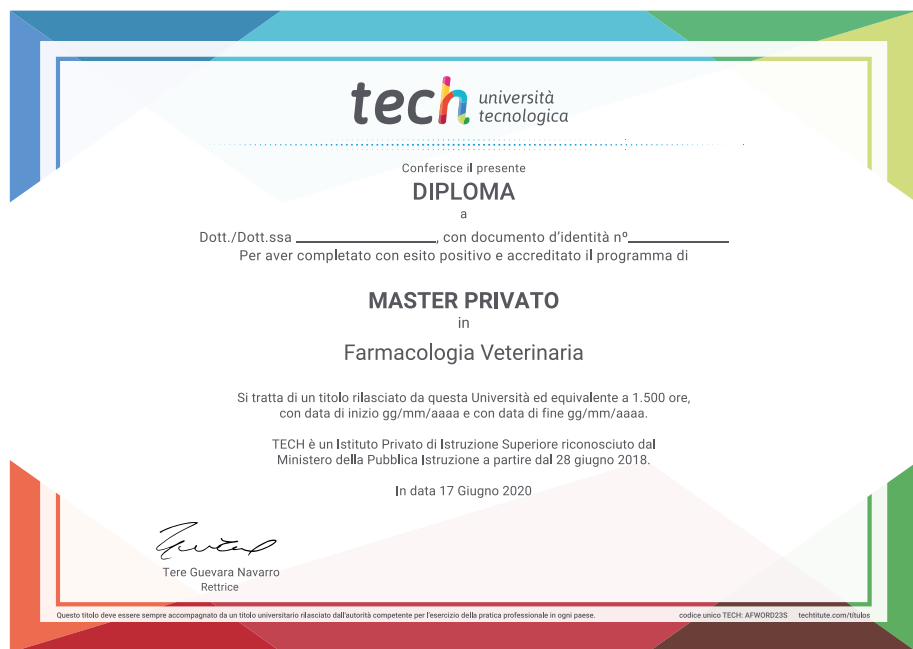 tech università
tecnologica
Conferisce il presente
DIPLOMA
a
Dott./Dott.ssa ________________, con documento d'identità nº____________
Per aver completato con esito positivo e accreditato il programma di
MASTER PRIVATO
in
Farmacologia Veterinaria
Si tratta di un titolo rilasciato da questa Università ed equivalente a 1.500 ore,
con data di inizio gg/mm/aaaa e con data di fine gg/mm/aaaa.
TECH è un Istituto Privato di Istruzione Superiore riconosciuto dal
Ministero della Pubblica Istruzione a partire dal 28 giugno 2018.
In data 17 Giugno 2020
Tere Guevara Navarro
Rettrice
Questo titolo deve essere sempre accompagnato da un titolo universitario rilasciato dall'autorità competente per l'esercizio della pratica professionale in ogni paese.
codice unico TECH: AFWORD23S techtitute.com/títulos